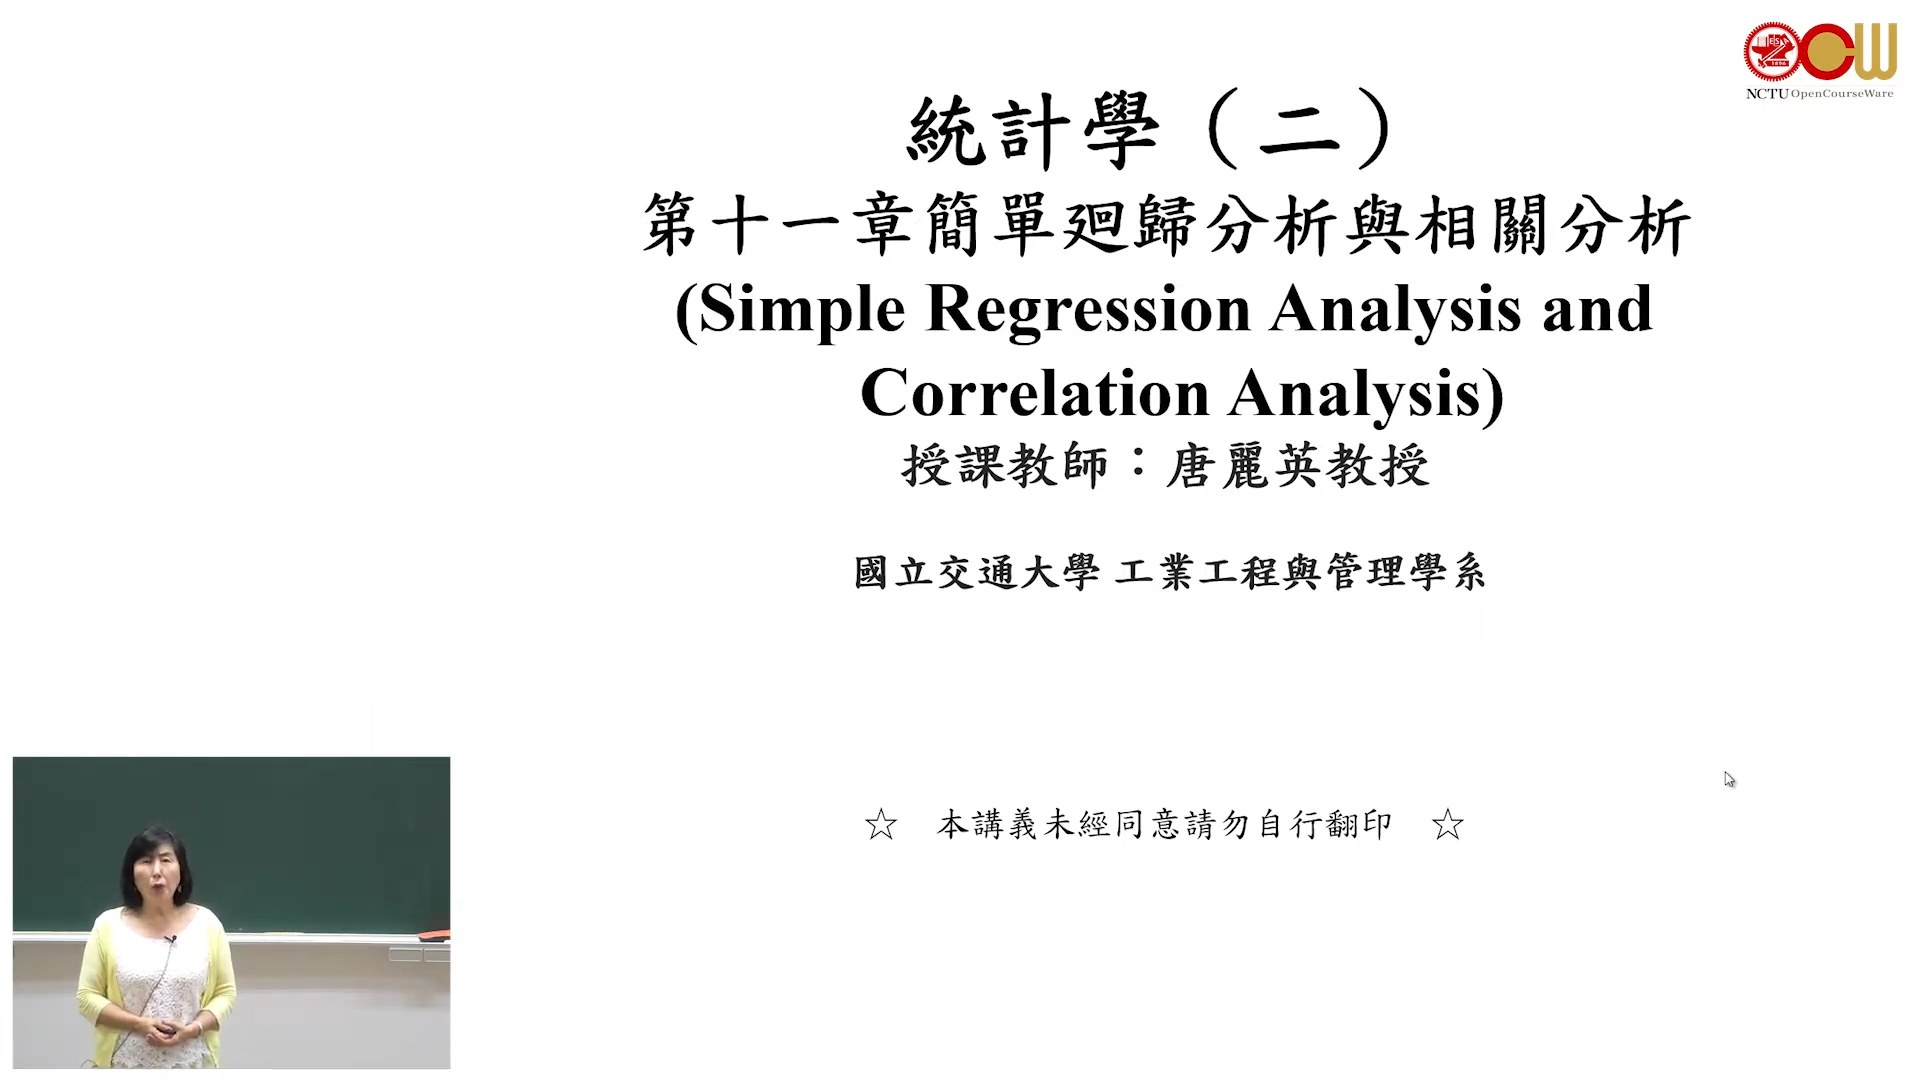 NCTU OpenCourseWare
統計學（二）
第十一章簡單廻歸分析與相關分析
(Simple Regression Analysis and
Correlation Analysis)
授課教師：唐麗英教授
國立交通大學 工業工程與管理學系
☆ 本講義未經同意請勿自行翻印 ☆